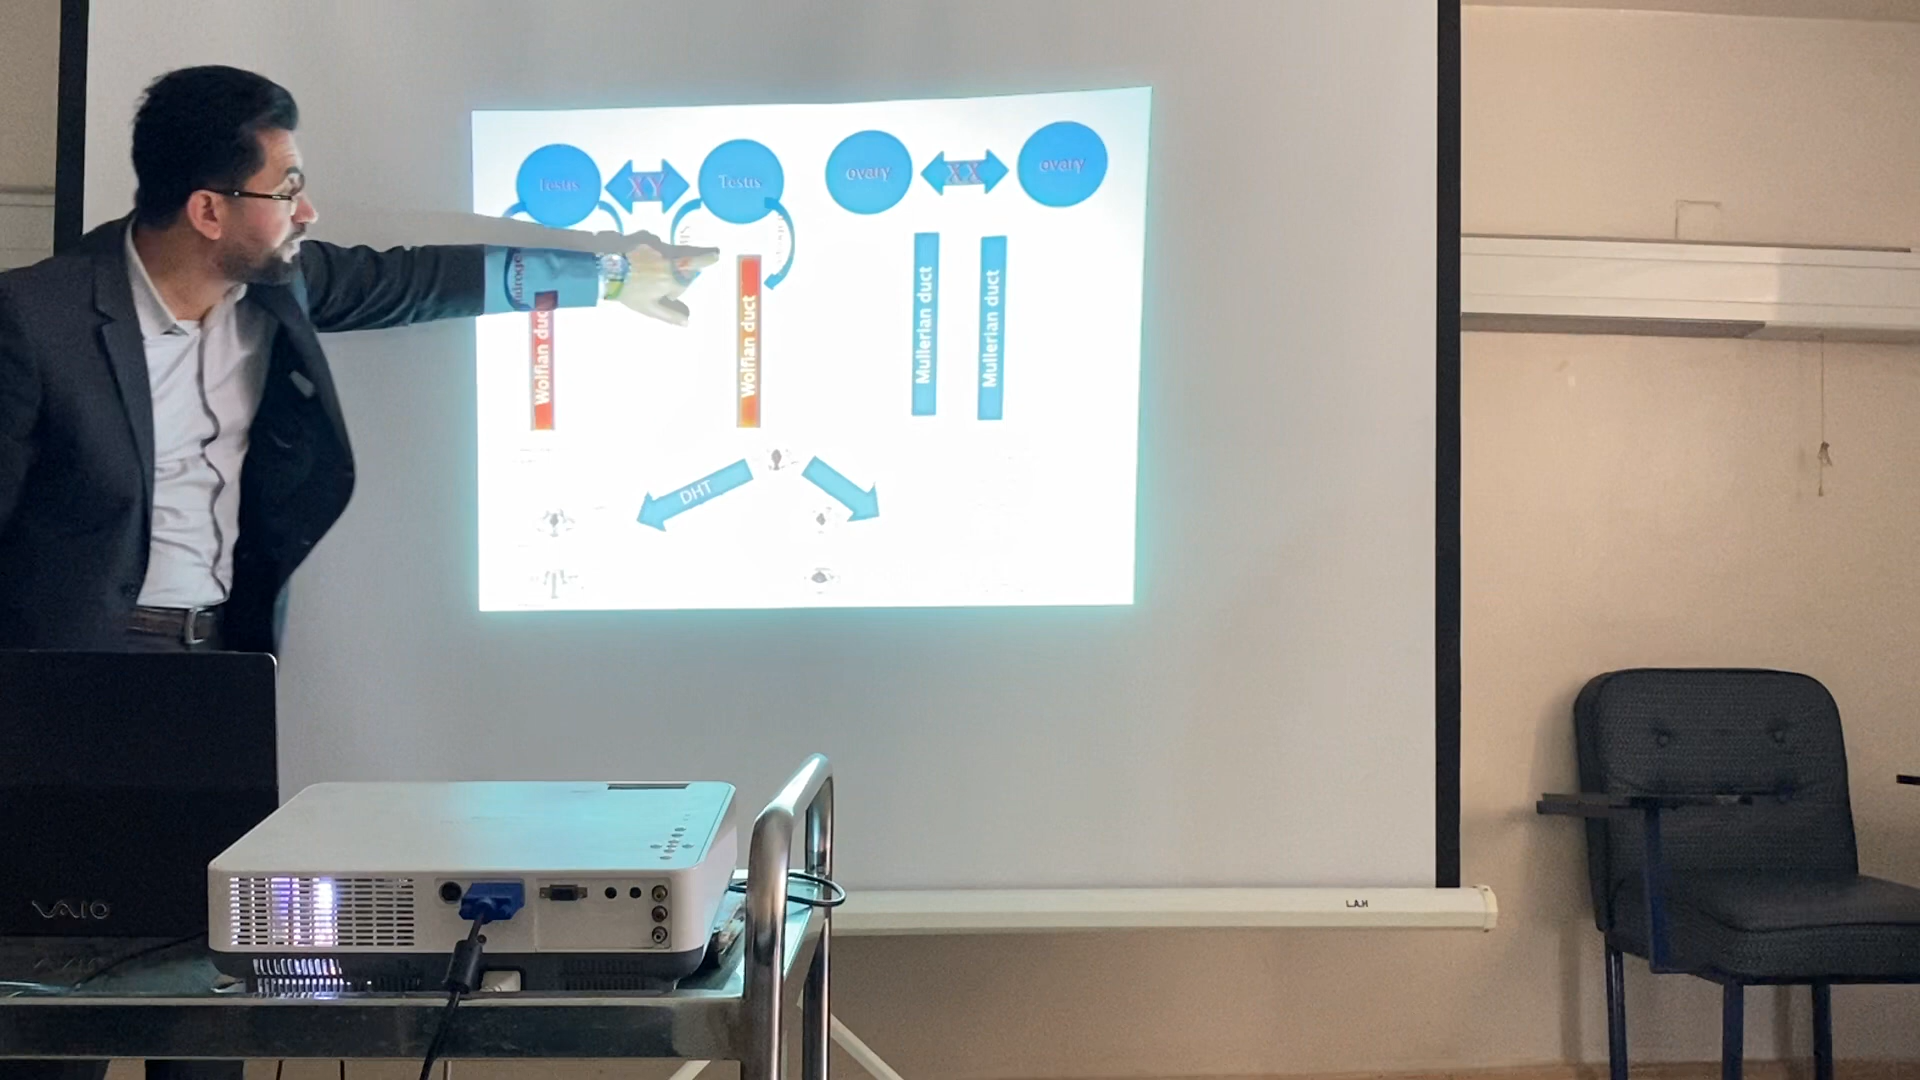 Testis
XY
Testis
ovary
XX
ovary
Wolfian duct
Wolfian duct
Mullerian duct
Mullerian duct
DHT
VAIO